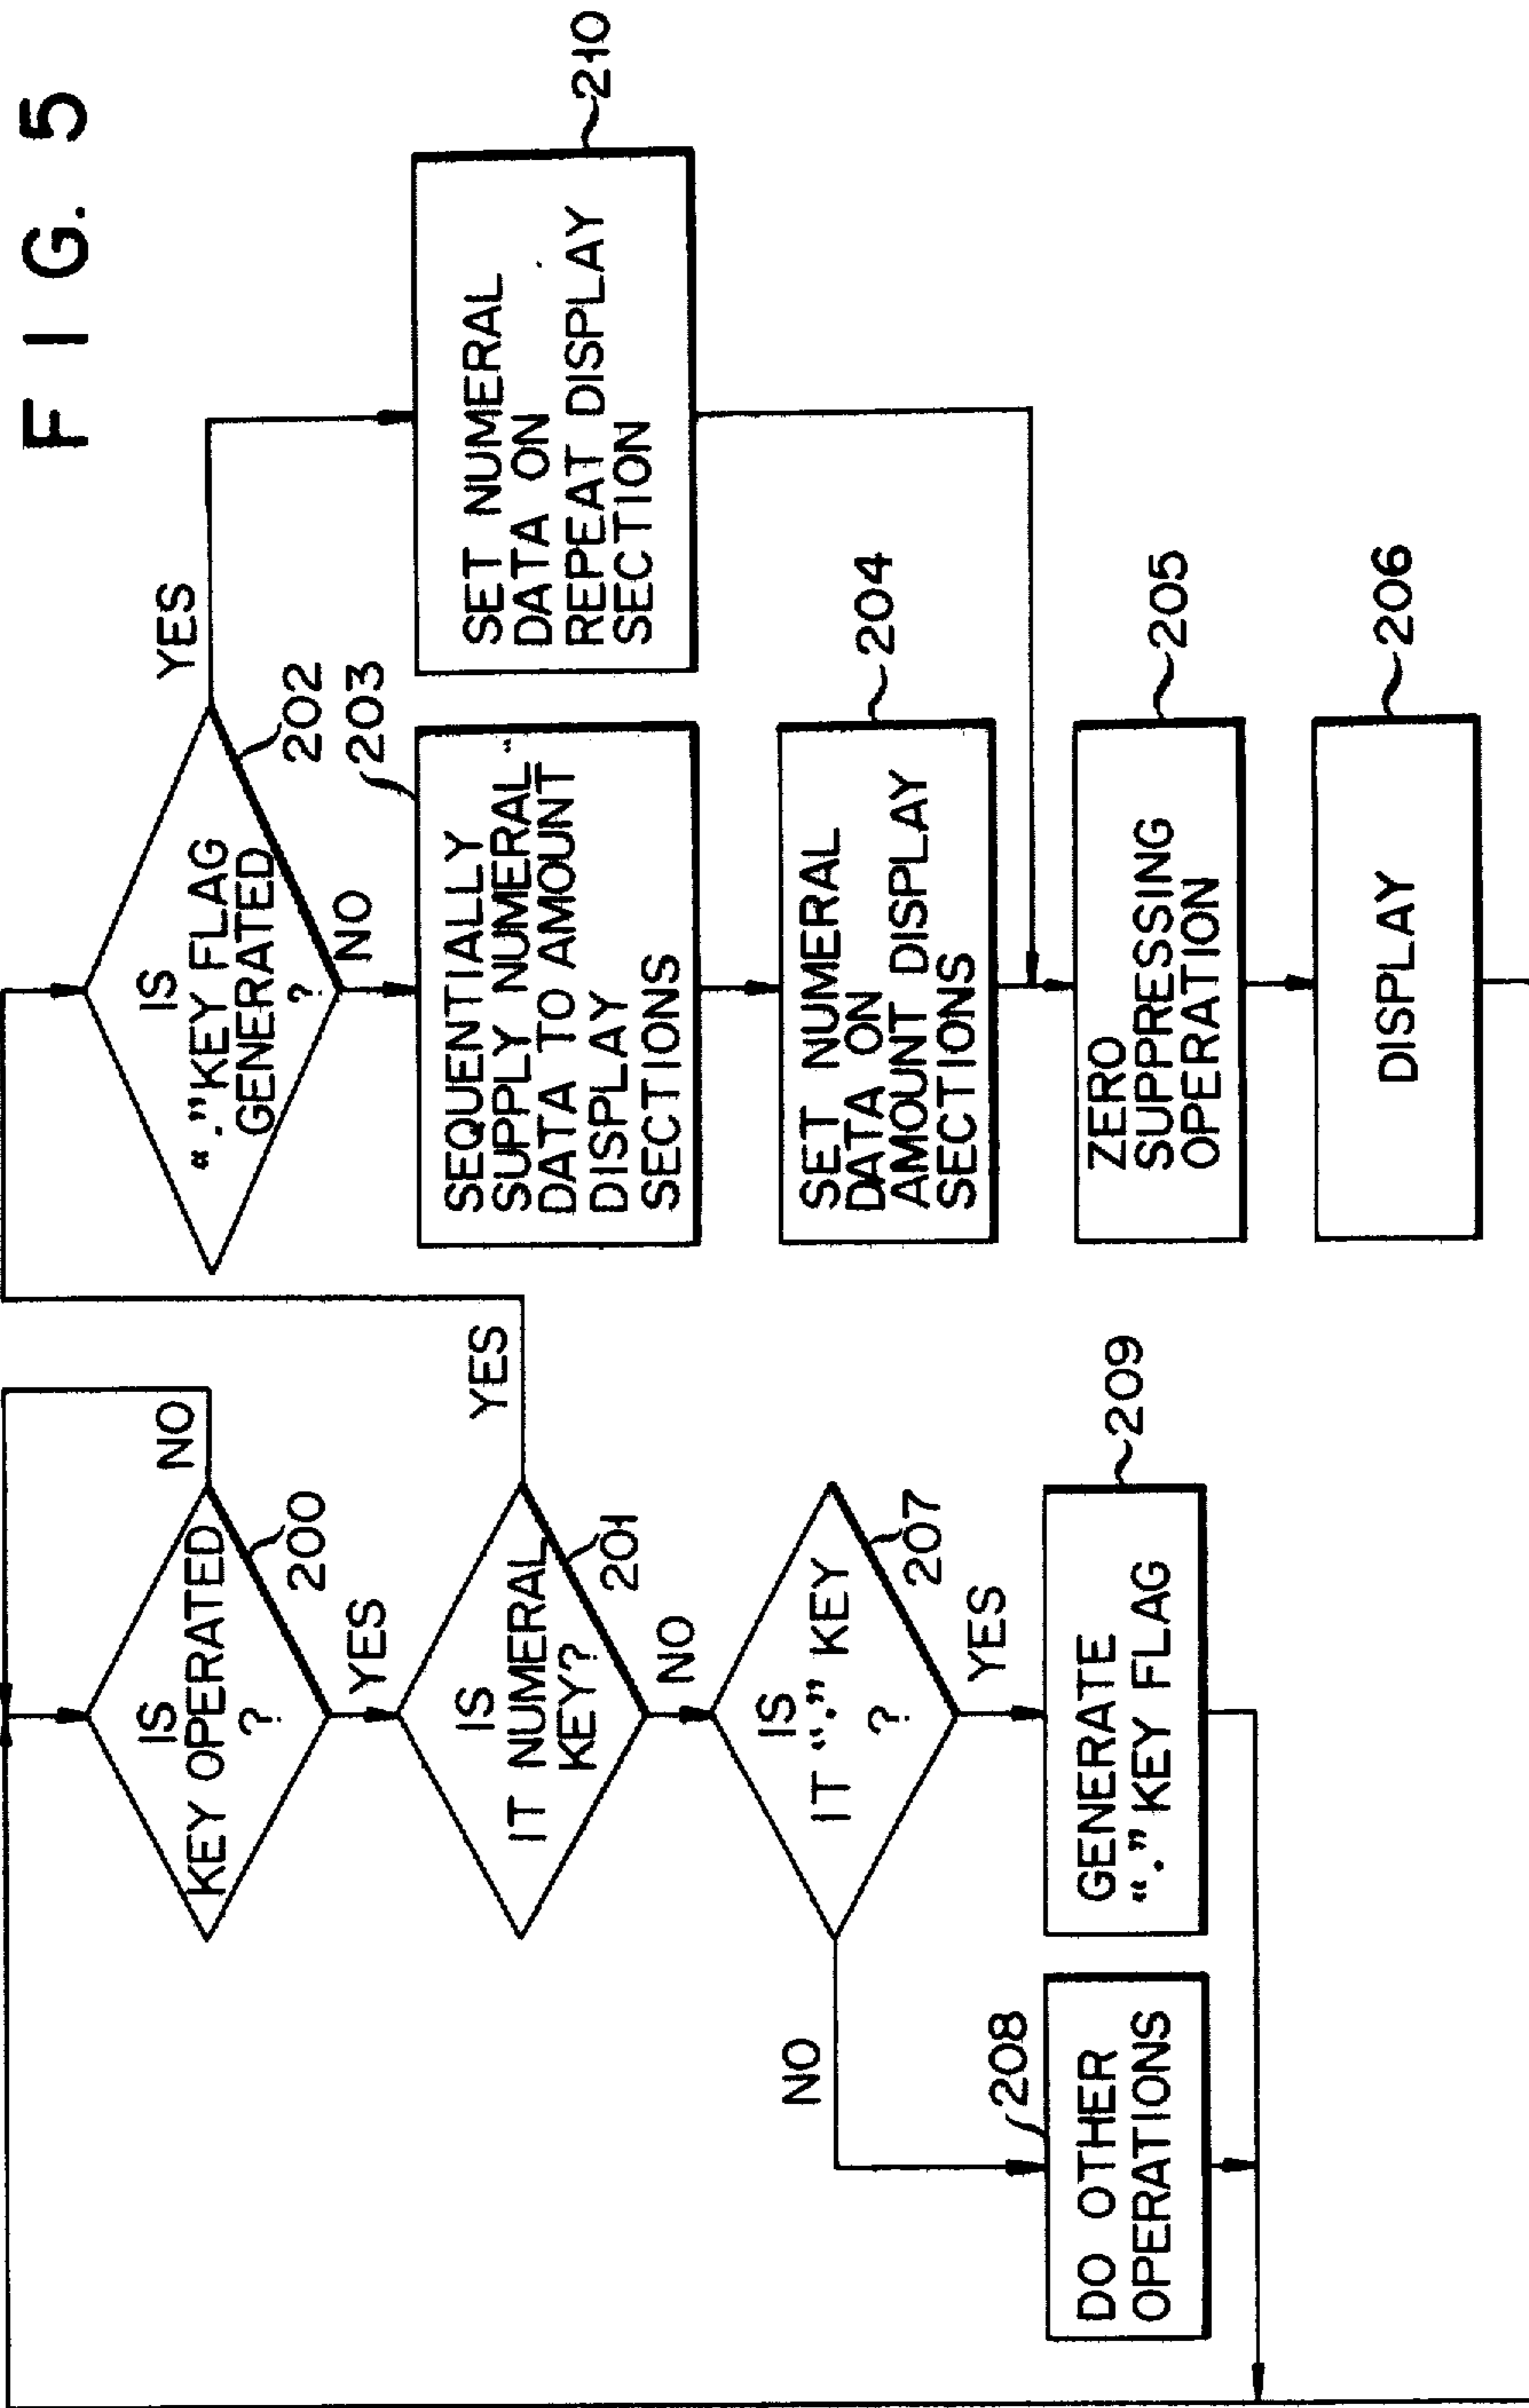 FIG. 5
IS
KEY OPERATED
?
NO
200
YES
IS
IT NUMERAL
KEY?
YES
201
NO
IS
IT “.” KEY
?
207
NO
YES
208
DO OTHER
OPERATIONS
GENERATE
“.” KEY FLAG
209
IS
“.” KEY FLAG
GENERATED
?
YES
202
NO
203
SEQUENTIALLY
SUPPLY NUMERAL
DATA TO AMOUNT
DISPLAY
SECTIONS
SET NUMERAL
DATA ON
REPEAT DISPLAY
SECTION
210
SET NUMERAL
DATA ON
AMOUNT DISPLAY
SECTIONS
204
ZERO
SUPPRESSING
OPERATION
205
DISPLAY
206